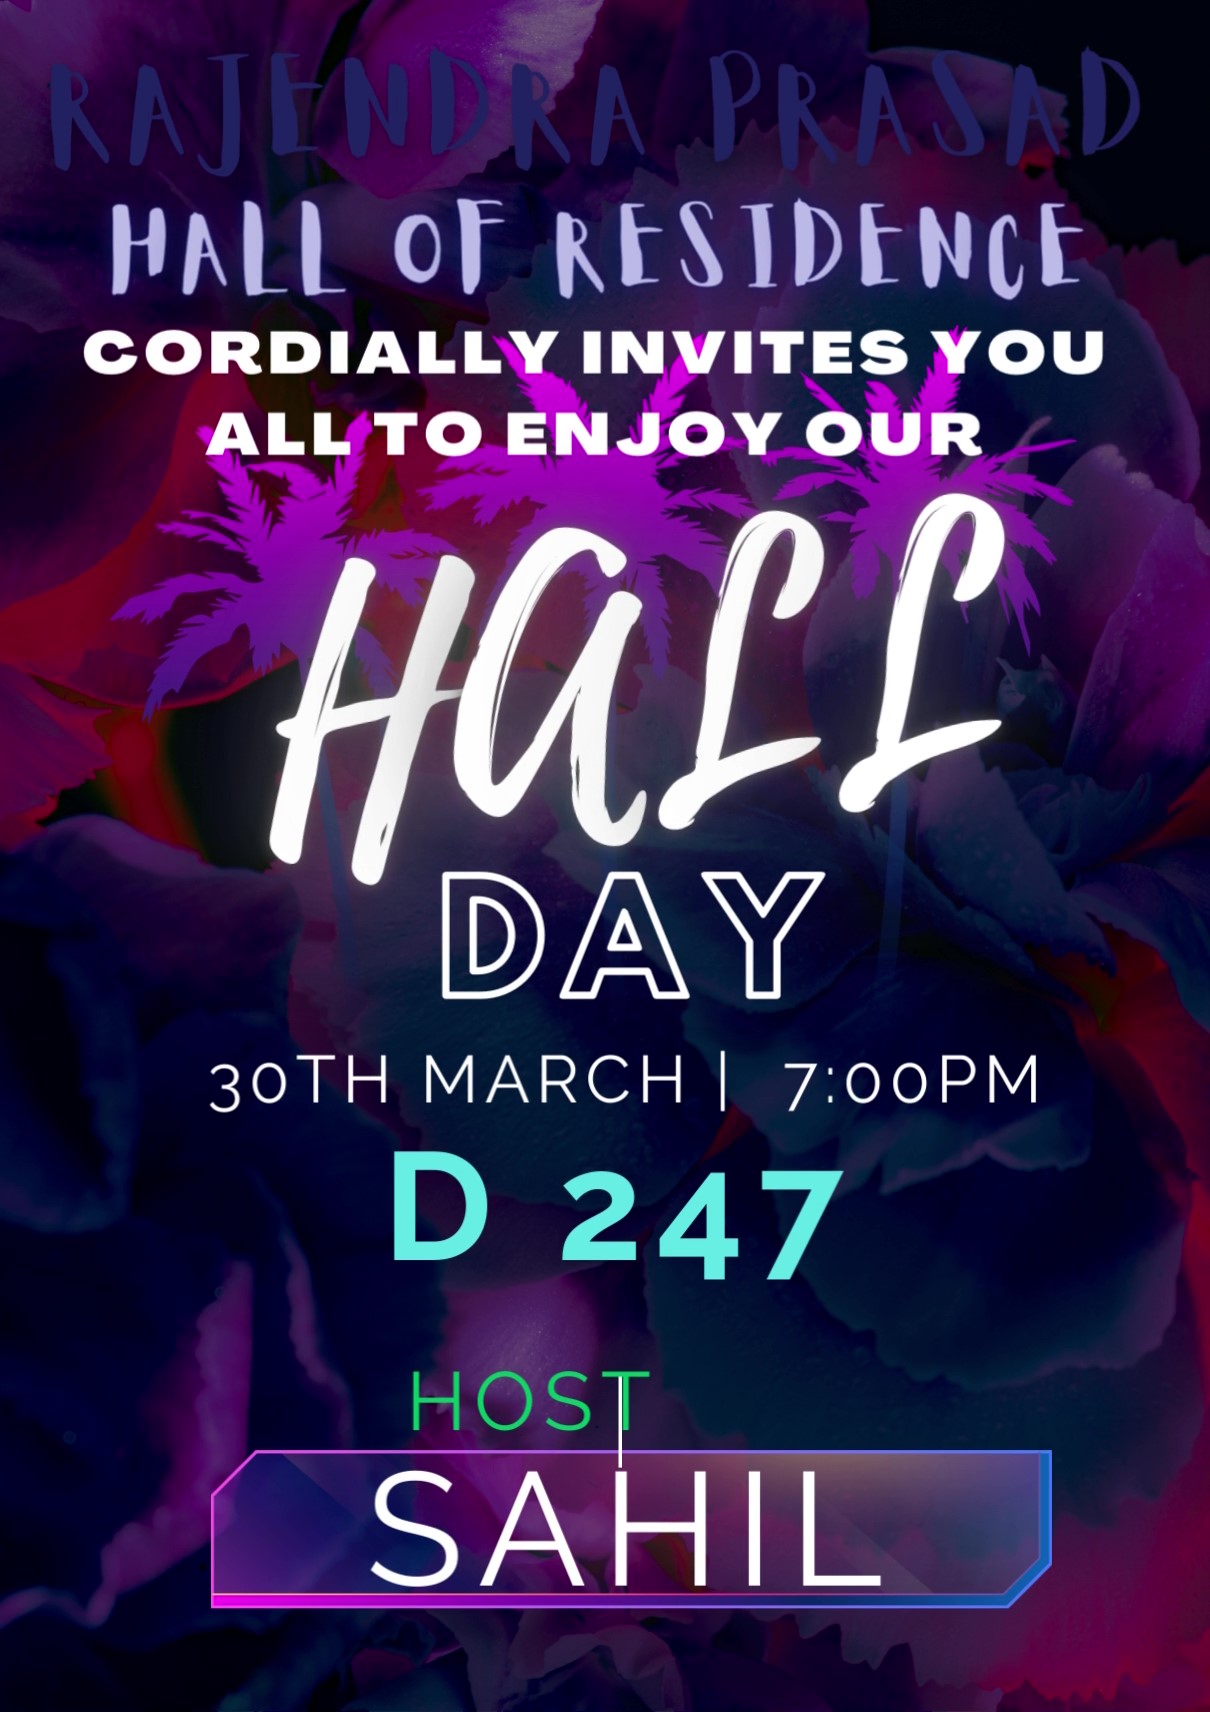 RAJENDRA PRASAD
HALL OF RESIDENCE
CORDIALLY INVITES YOU
ALL TO ENJOY OUR
HALL
DAY
30TH MARCH | 7:00PM
D 247
HOST
SAHIL